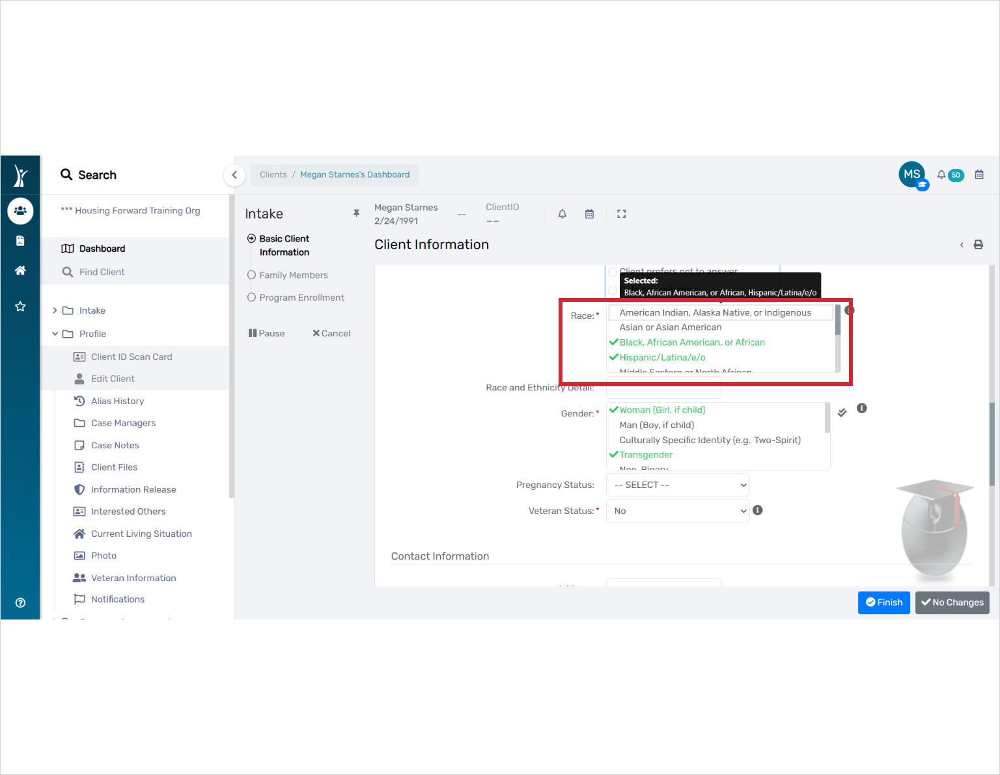 Search
*** Housing Forward Training Org
Dashboard
Find Client
Intake
Profile
Client ID Scan Card
Edit Client
Alias History
Case Managers
Case Notes
Client Files
Information Release
Interested Others
Current Living Situation
Photo
Veteran Information
Notifications
Clients / Megan Starnes's Dashboard
MS
50
Intake
Basic Client
Information
Family Members
Program Enrollment
Pause
Cancel
Megan Starnes
2/24/1991
--
ClientID
--
Client Information
Client prefers not to answer
Selected:
Black, African American, or African, Hispanic/Latina/e/o
Race:*
American Indian, Alaska Native, or Indigenous
Asian or Asian American
Black, African American, or African
Hispanic/Latina/e/o
Middle Eastern or North African
Race and Ethnicity Detail:
Gender:*
Woman (Girl, if child)
Man (Boy, if child)
Culturally Specific Identity (e.g., Two-Spirit)
Transgender
Non-Binary
Pregnancy Status:
-- SELECT --
Veteran Status:*
No
Contact Information
Finish
No Changes